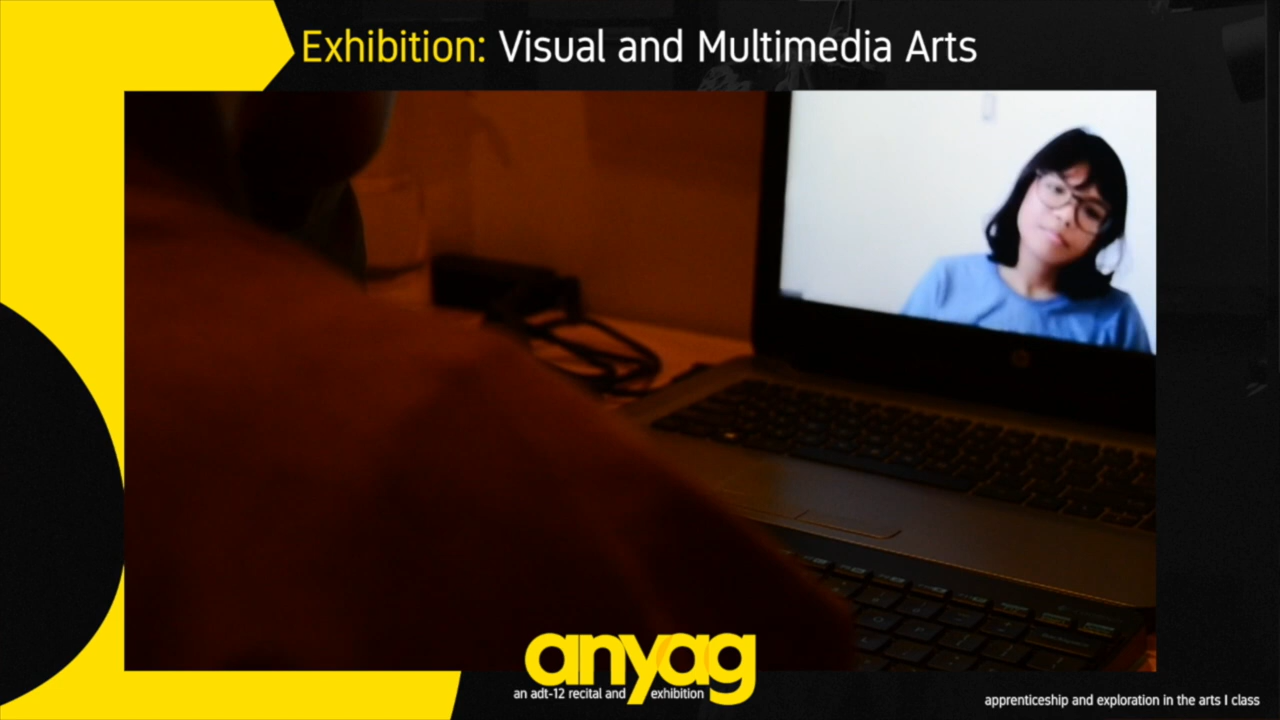 Exhibition: Visual and Multimedia Arts
anyag
an adt-12 recital and exhibition
apprenticeship and exploration in the arts I class